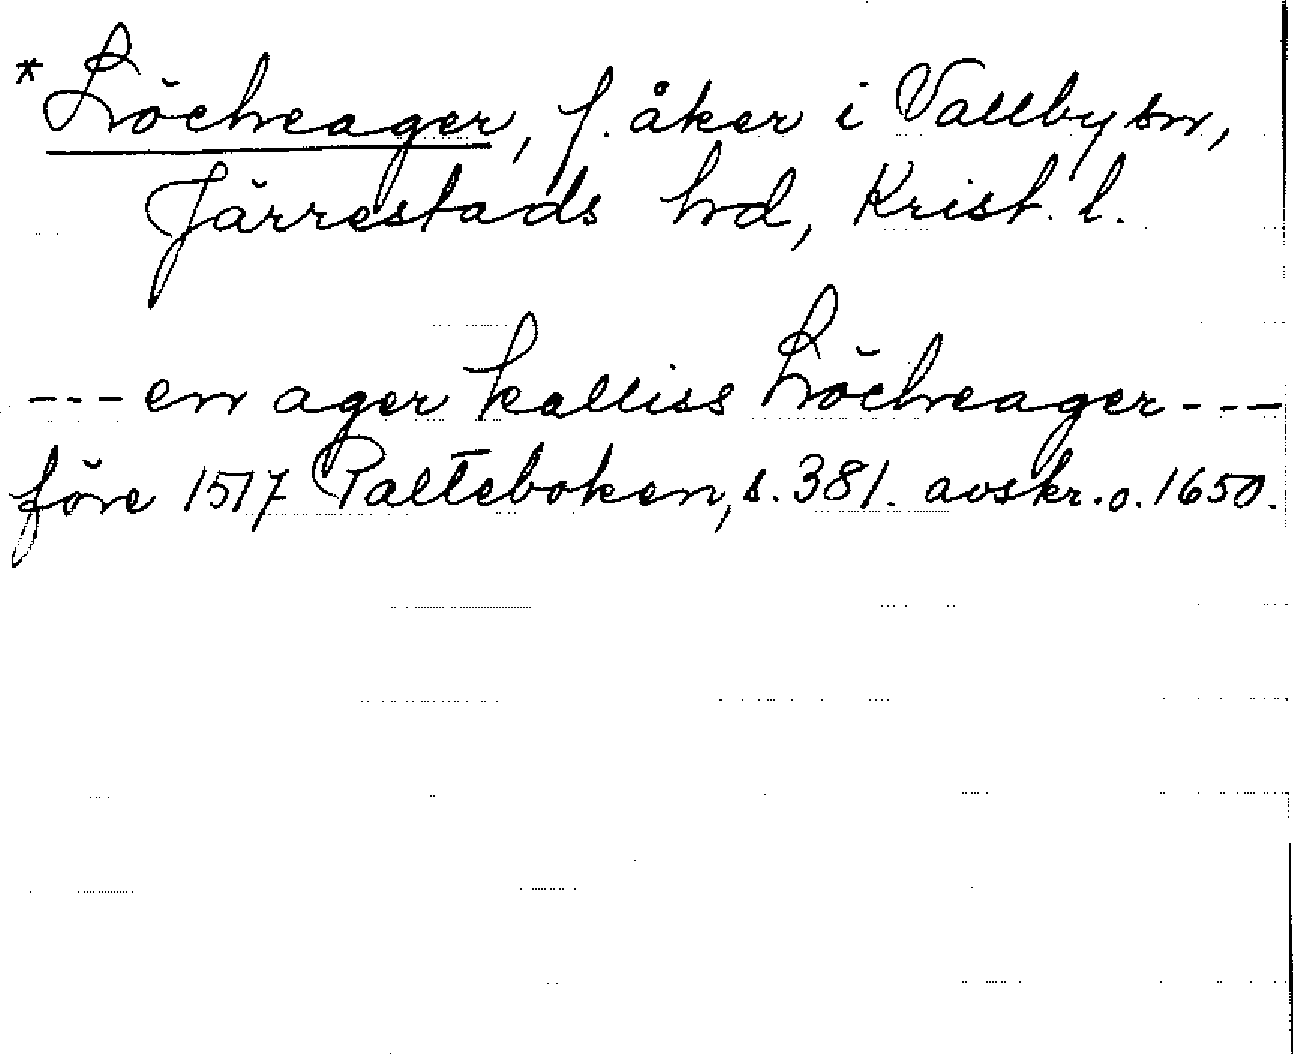 *Löcheager, f. åker i Vallby sn,
Järrestads hd, Krist. l.
--- en ager kalliss Löcheager ---
före 1517 Palteboken, s. 381. avskr. o. 1650.